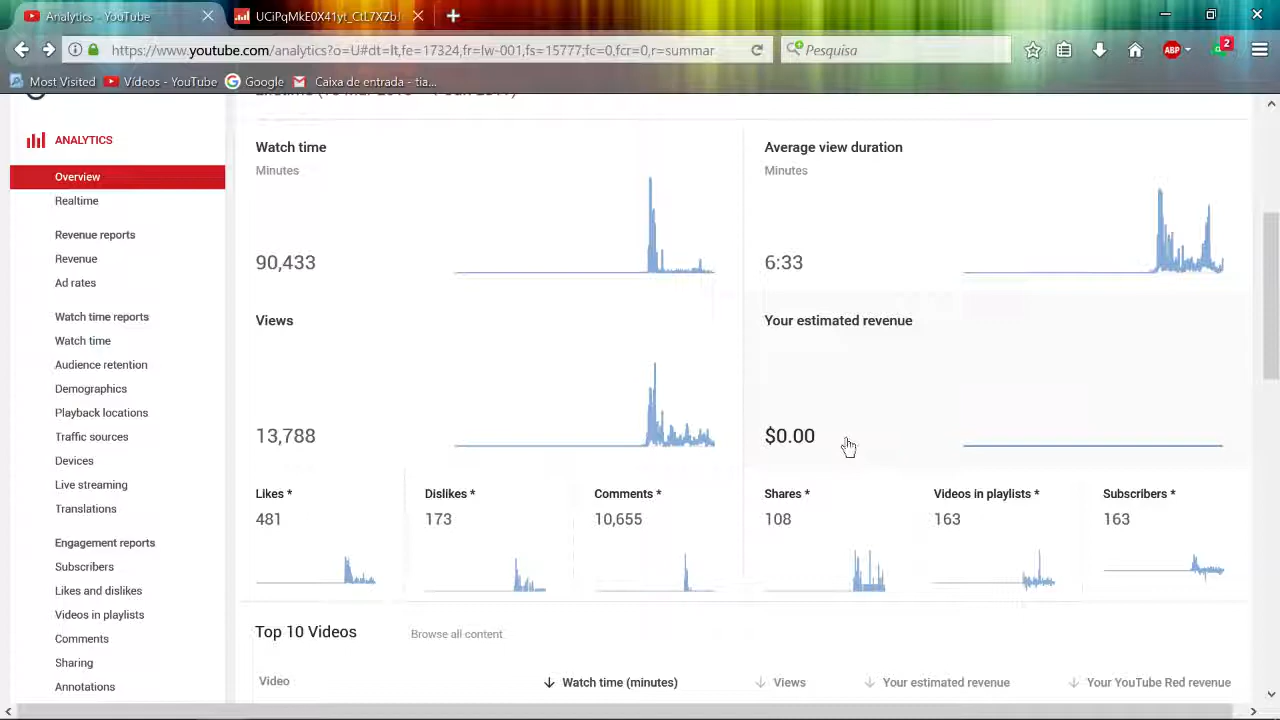 Analytics - YouTube
UCiPqMkE0X41yt_CtL7XZbJ
https://www.youtube.com/analytics?o=U#dt=lt,fe=17324,fr=lw-001,fs=15777;fc=0,fcr=0,r=summar
Pesquisa
ABP
2
Most Visited
Vídeos - YouTube
Google
Caixa de entrada - tia...
ANALYTICS
Overview
Realtime
Revenue reports
Revenue
Ad rates
Watch time reports
Watch time
Audience retention
Demographics
Playback locations
Traffic sources
Devices
Live streaming
Translations
Engagement reports
Subscribers
Likes and dislikes
Videos in playlists
Comments
Sharing
Annotations
Watch time
Minutes
90,433
Average view duration
Minutes
6:33
Views
13,788
Your estimated revenue
$0.00
Likes *
481
Dislikes *
173
Comments *
10,655
Shares *
108
Videos in playlists *
163
Subscribers *
163
Top 10 Videos
Browse all content
Video
Watch time (minutes)
Views
Your estimated revenue
Your YouTube Red revenue